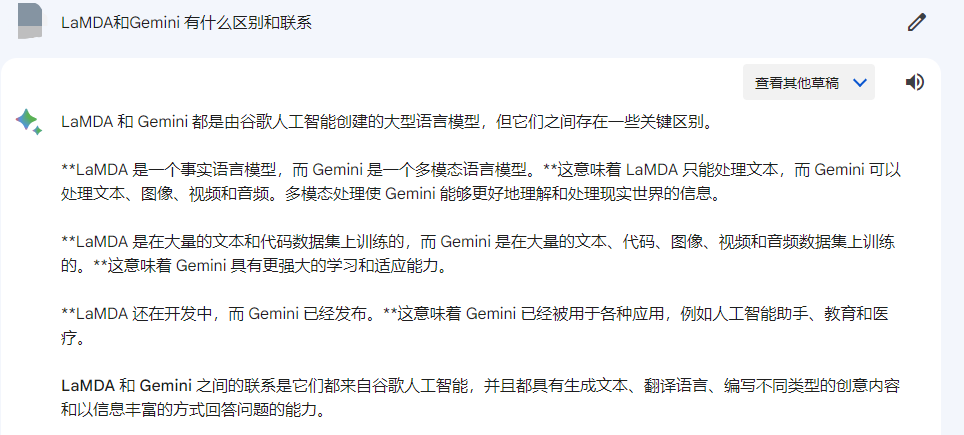 LaMDA和Gemini 有什么区别和联系
查看其他草稿
LaMDA 和 Gemini 都是由谷歌人工智能创建的大型语言模型，但它们之间存在一些关键区别。
**LaMDA 是一个事实语言模型，而 Gemini 是一个多模态语言模型。**这意味着 LaMDA 只能处理文本，而 Gemini 可以
处理文本、图像、视频和音频。多模态处理使 Gemini 能够更好地理解和处理现实世界的信息。
**LaMDA 是在大量的文本和代码数据集上训练的，而 Gemini 是在大量的文本、代码、图像、视频和音频数据集上训练
的。**这意味着 Gemini 具有更强大的学习和适应能力。
**LaMDA 还在开发中，而 Gemini 已经发布。**这意味着 Gemini 已经被用于各种应用，例如人工智能助手、教育和医
疗。
LaMDA 和 Gemini 之间的联系是它们都来自谷歌人工智能，并且都具有生成文本、翻译语言、编写不同类型的创意内容
和以信息丰富的方式回答问题的能力。